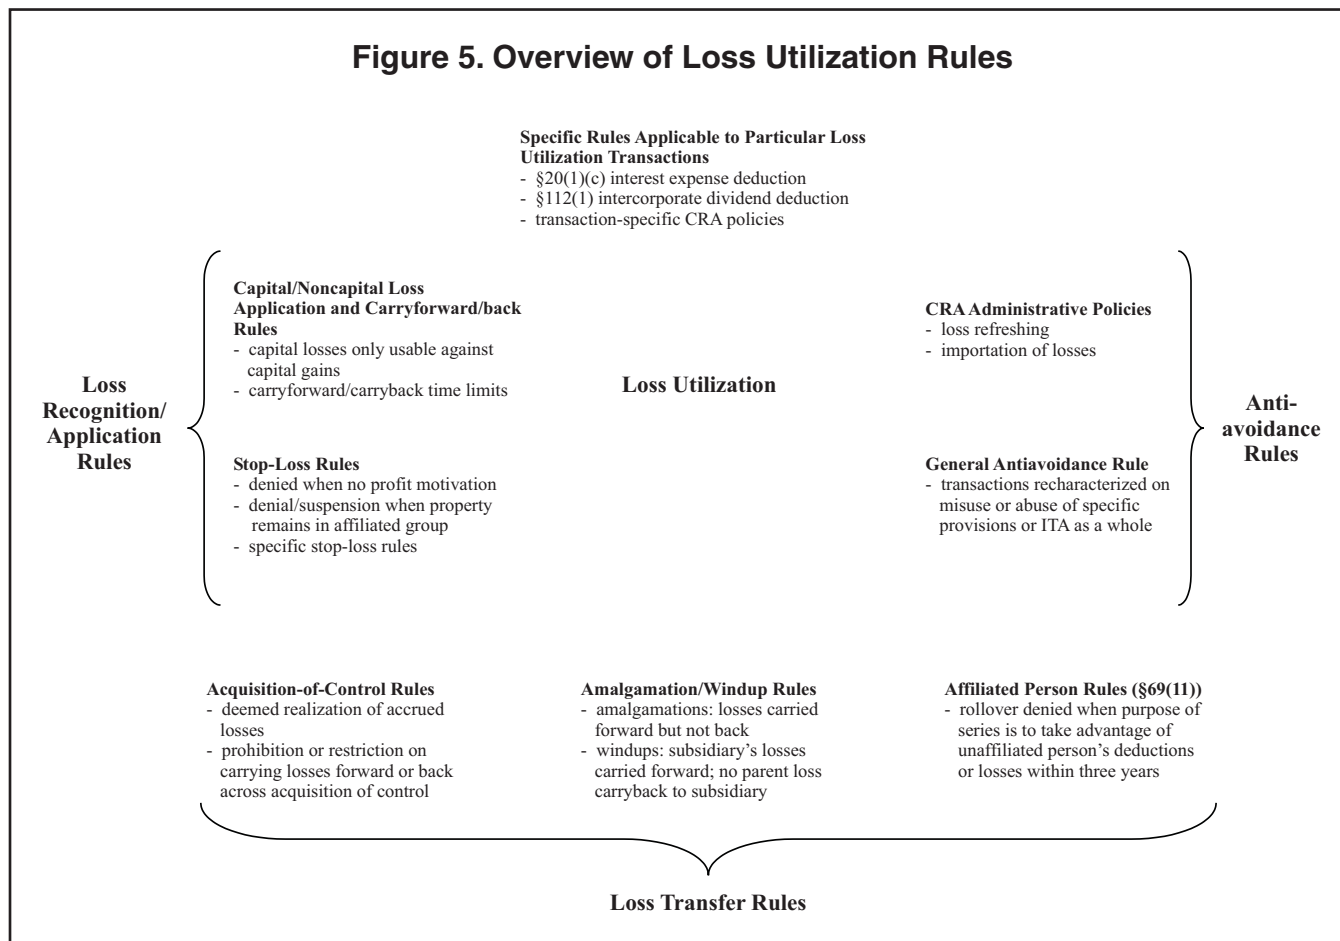 Figure 5. Overview of Loss Utilization Rules
Specific Rules Applicable to Particular Loss
Utilization Transactions
- §20(1)(c) interest expense deduction
- §112(1) intercorporate dividend deduction
- transaction-specific CRA policies
Loss
Recognition/
Application
Rules
Capital/Noncapital Loss
Application and Carryforward/back
Rules
- capital losses only usable against
capital gains
- carryforward/carryback time limits
Stop-Loss Rules
- denied when no profit motivation
- denial/suspension when property
remains in affiliated group
- specific stop-loss rules
Loss Utilization
CRA Administrative Policies
- loss refreshing
- importation of losses
General Antiavoidance Rule
- transactions recharacterized on
misuse or abuse of specific
provisions or ITA as a whole
Anti-
avoidance
Rules
Acquisition-of-Control Rules
- deemed realization of accrued
losses
- prohibition or restriction on
carrying losses forward or back
across acquisition of control
Amalgamation/Windup Rules
- amalgamations: losses carried
forward but not back
- windups: subsidiary's losses
carried forward; no parent loss
carryback to subsidiary
Affiliated Person Rules (§69(11))
- rollover denied when purpose of
series is to take advantage of
unaffiliated person's deductions
or losses within three years
Loss Transfer Rules